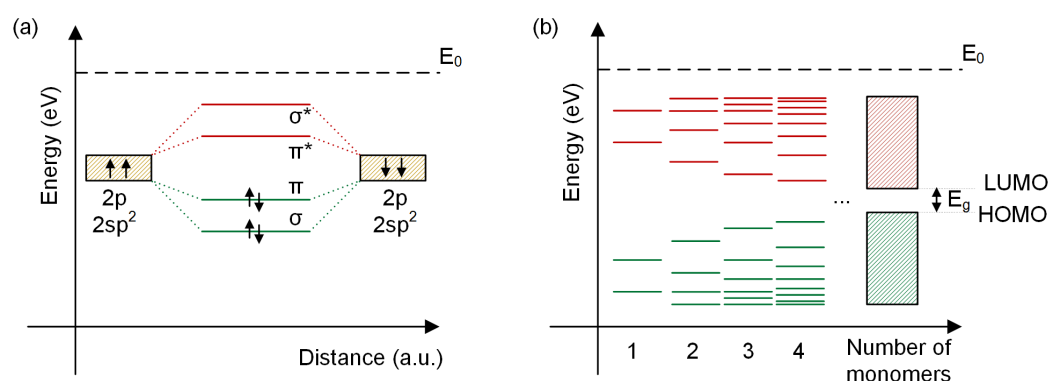 (a)
E₀
Energy (eV)
σ*
π*
2p
2sp²
π
σ
2p
2sp²
Distance (a.u.)
(b)
E₀
Energy (eV)
LUMO
E_g
HOMO
...
1 2 3 4
Number of
monomers